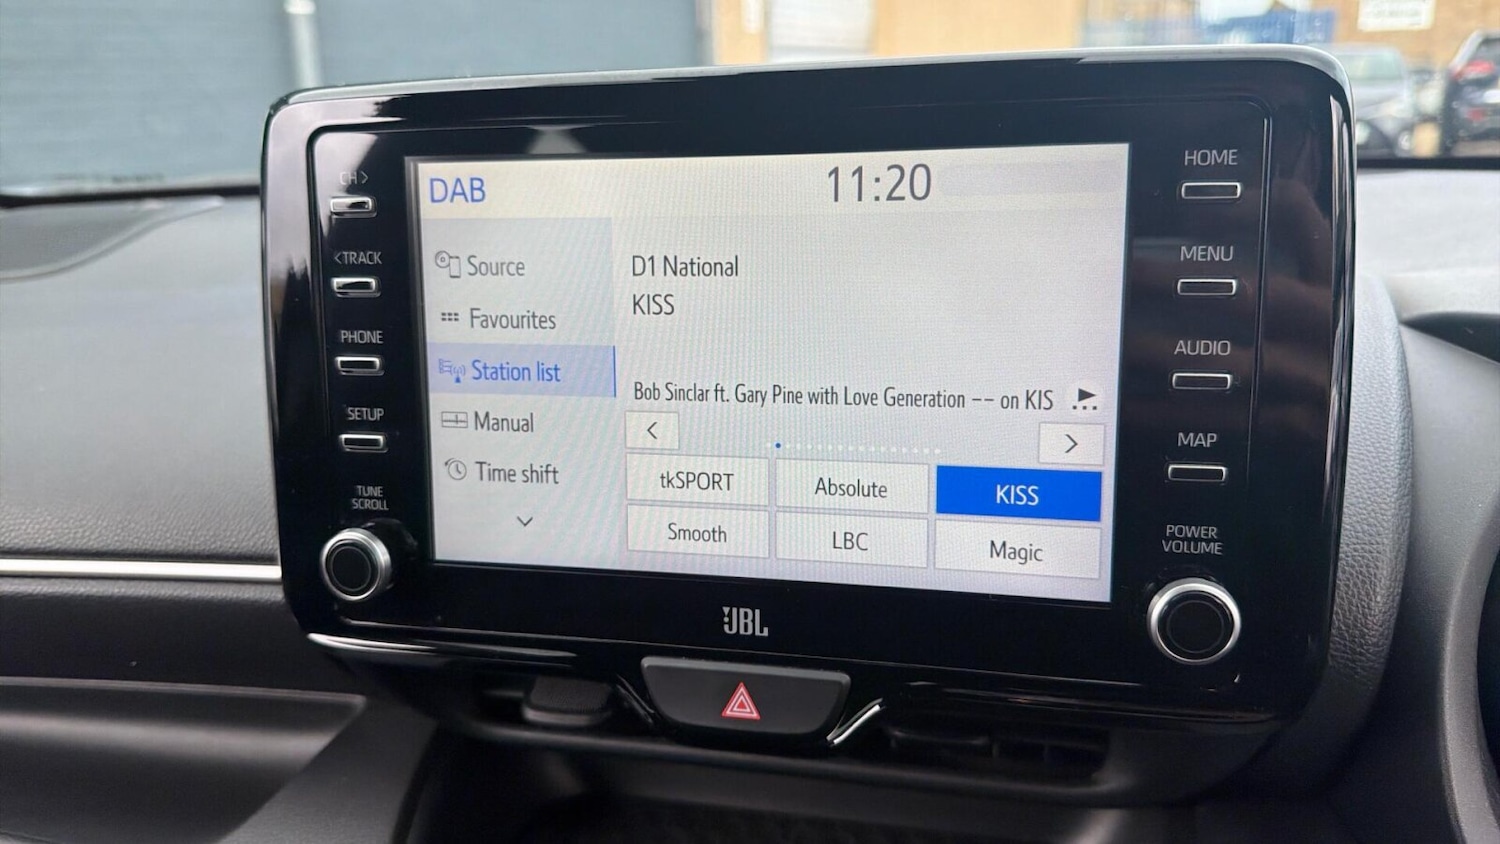 CH>
<TRACK
PHONE
SETUP
TUNE
SCROLL
DAB
11:20
Source
Favourites
Station list
Manual
Time shift
D1 National
KISS
Bob Sinclar ft. Gary Pine with Love Generation -- on KIS
<
>
tkSPORT
Absolute
KISS
Smooth
LBC
Magic
HOME
MENU
AUDIO
MAP
POWER
VOLUME
JBL